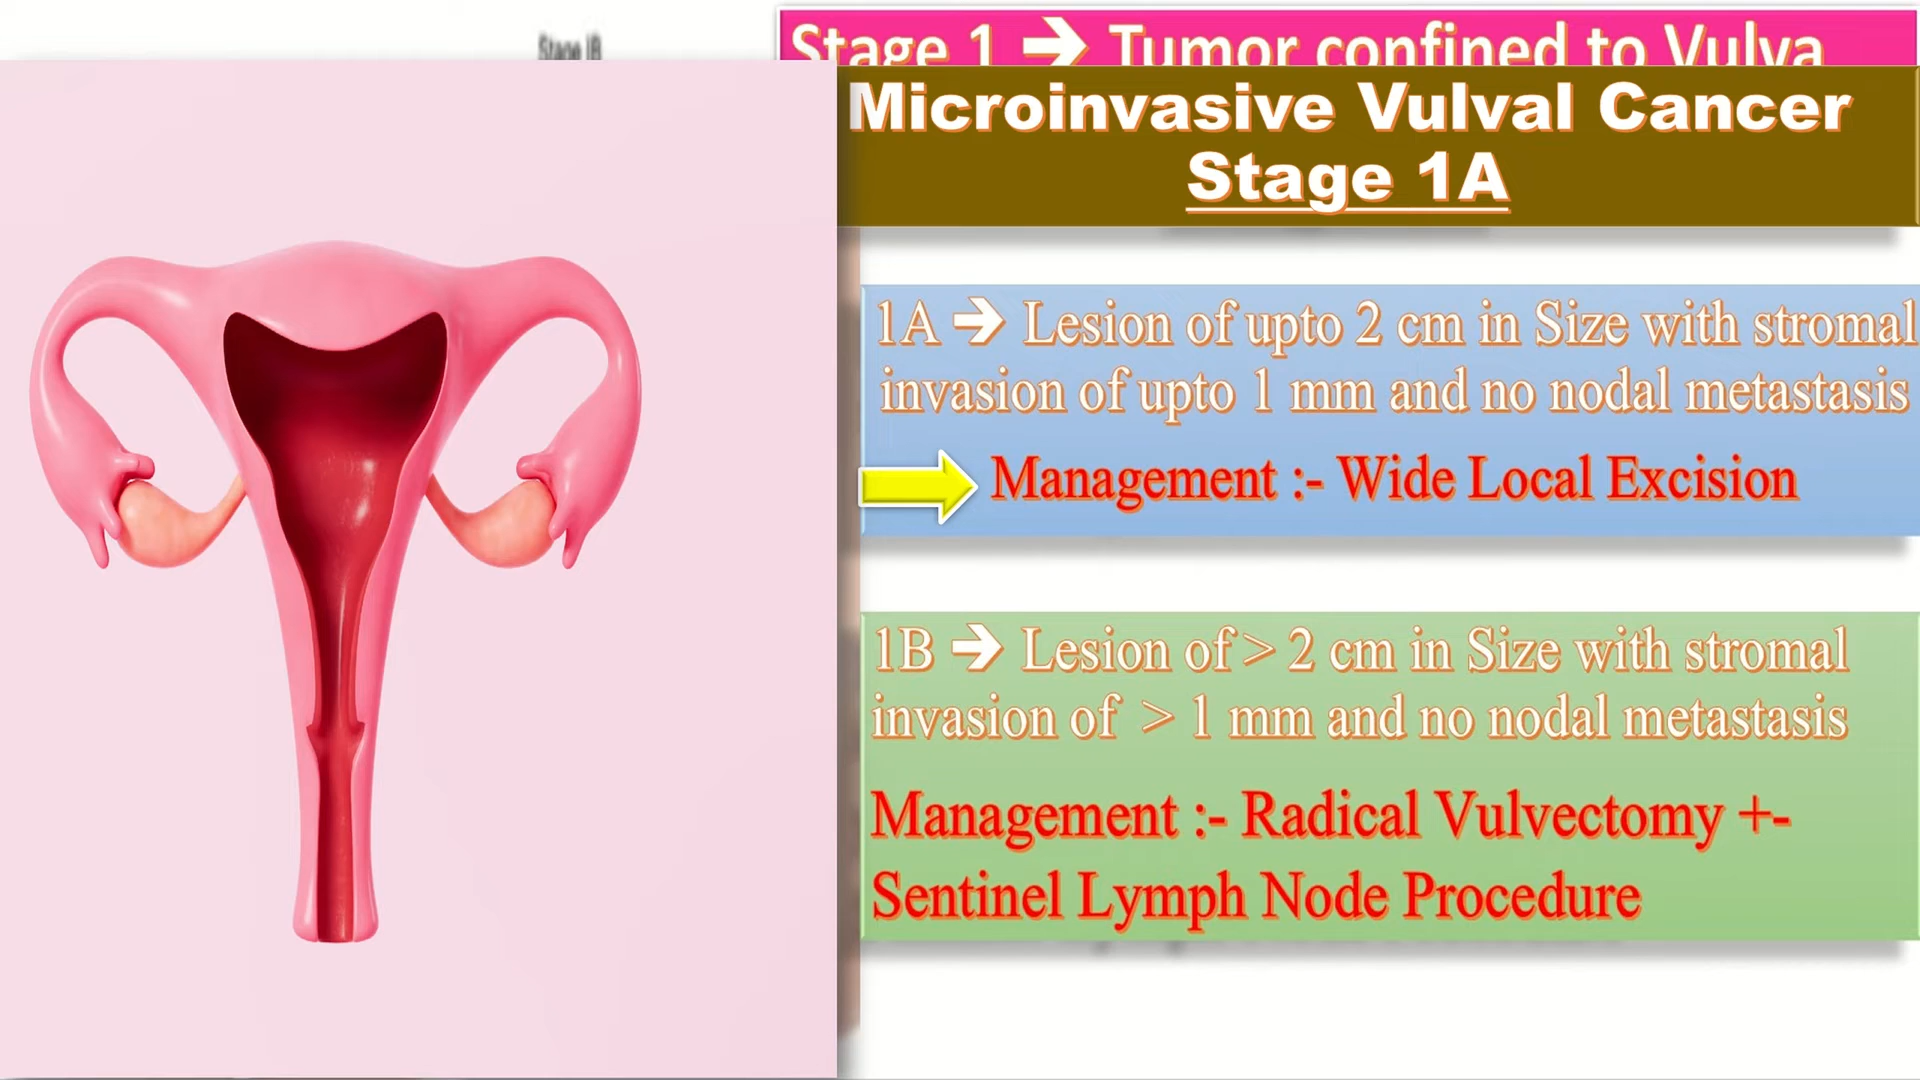 Stage IB
Stage 1 → Tumor confined to Vulva
Microinvasive Vulval Cancer
Stage 1A
1A → Lesion of upto 2 cm in Size with stromal
invasion of upto 1 mm and no nodal metastasis
Management :- Wide Local Excision
1B → Lesion of > 2 cm in Size with stromal
invasion of > 1 mm and no nodal metastasis
Management :- Radical Vulvectomy +-
Sentinel Lymph Node Procedure